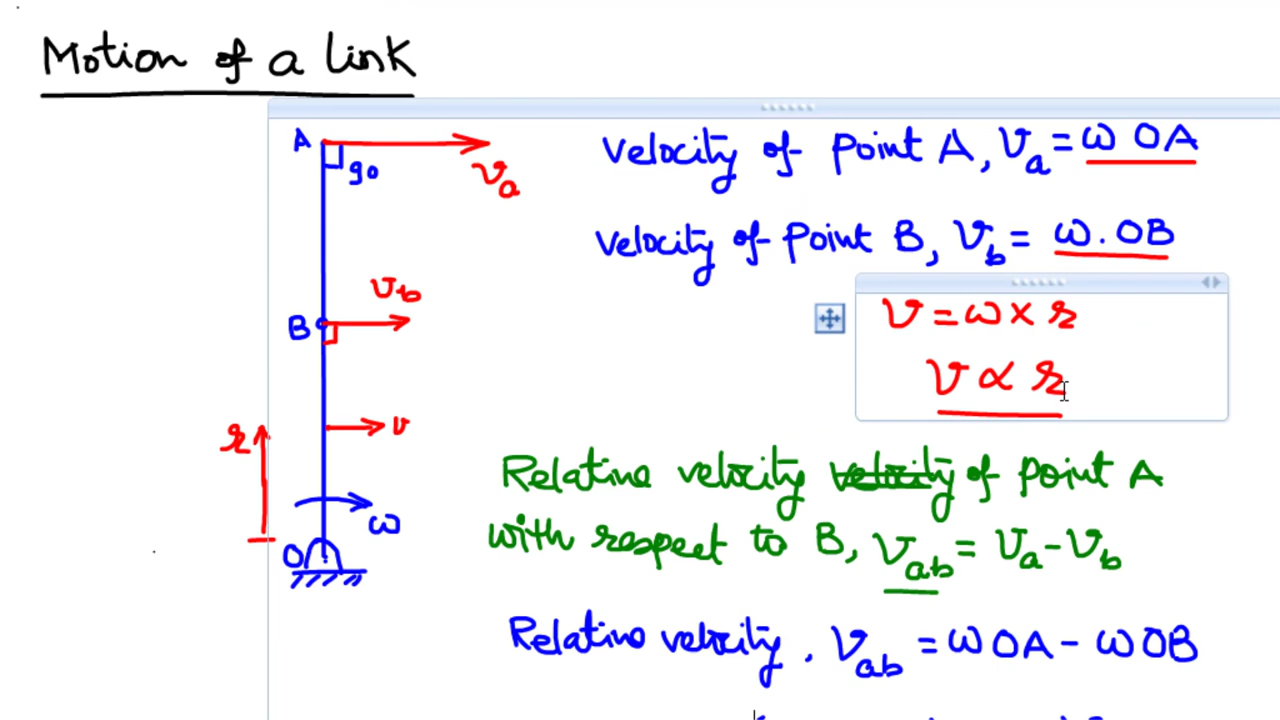 Motion of a link
A
90
Va
Velocity of Point A, Va = ω OA
Velocity of Point B, Vb = ω. OB
Vb
B
V = ω × r
V ∝ r
r
v
ω
O
Relative velocity velocity of Point A
with respect to B, Vab = Va - Vb
Relative velocity, Vab = ω OA - ω OB